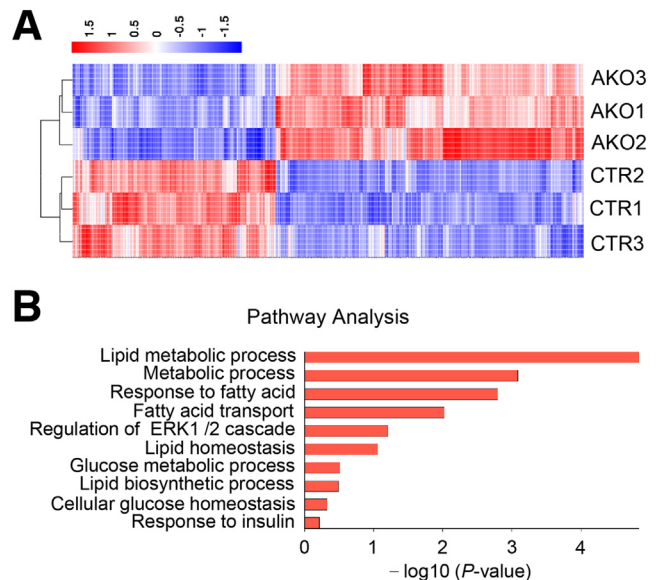 A
1.5 1 0.5 0 -0.5 -1 -1.5
AKO3
AKO1
AKO2
CTR2
CTR1
CTR3
B
Pathway Analysis
Lipid metabolic process
Metabolic process
Response to fatty acid
Fatty acid transport
Regulation of ERK1 /2 cascade
Lipid homeostasis
Glucose metabolic process
Lipid biosynthetic process
Cellular glucose homeostasis
Response to insulin
0 1 2 3 4
– log10 (P-value)